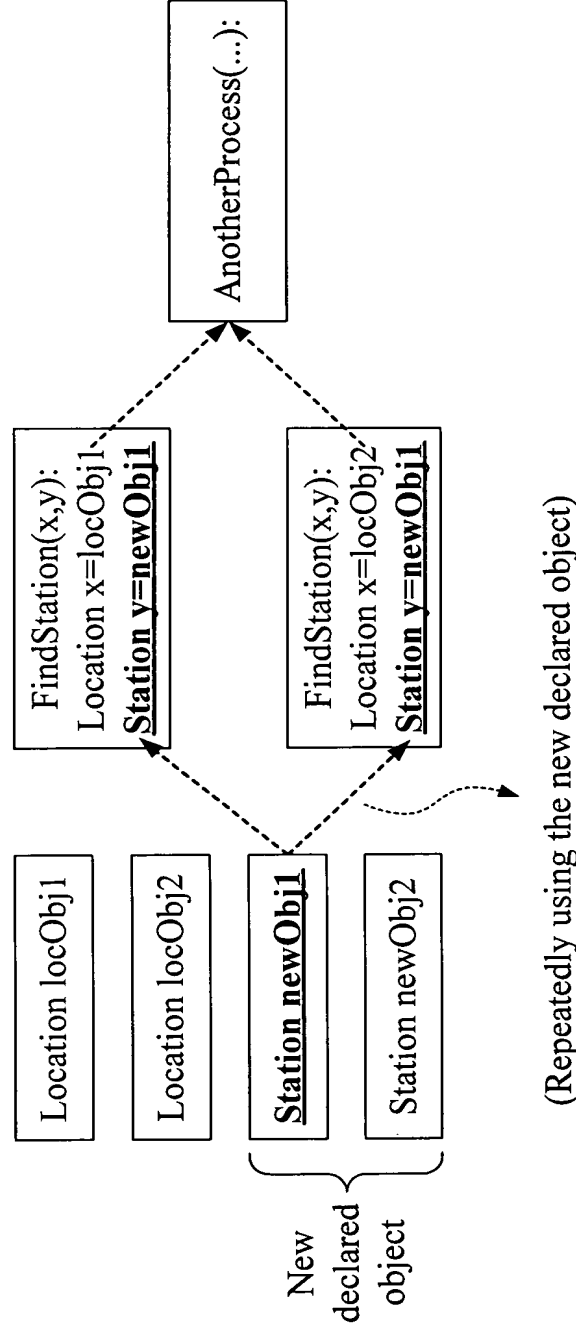 Location locObj1
Location locObj2
Station newObj1
Station newObj2
New
declared
object
FindStation(x,y):
Location x=locObj1
Station y=newObj1
FindStation(x,y):
Location x=locObj2
Station y=newObj1
AnotherProcess(...):
(Repeatedly using the new declared object)